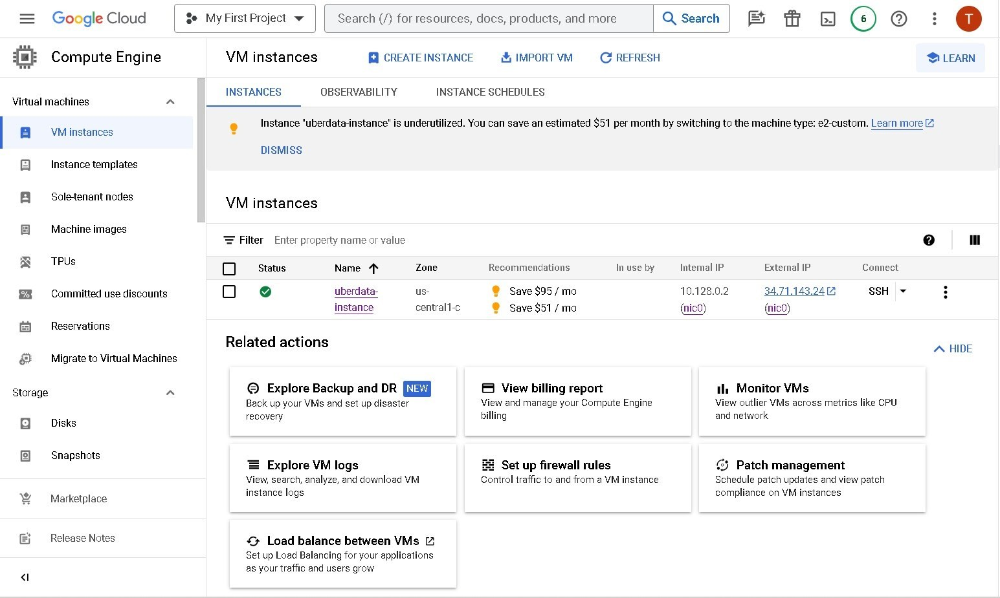 Google Cloud
My First Project
Search (/) for resources, docs, products, and more
Search
6
T
Compute Engine
Virtual machines
VM instances
Instance templates
Sole-tenant nodes
Machine images
TPUs
Committed use discounts
Reservations
Migrate to Virtual Machines
Storage
Disks
Snapshots
Marketplace
Release Notes
VM instances
CREATE INSTANCE
IMPORT VM
REFRESH
LEARN
INSTANCES
OBSERVABILITY
INSTANCE SCHEDULES
Instance "uberdata-instance" is underutilized. You can save an estimated $51 per month by switching to the machine type: e2-custom. Learn more
DISMISS
VM instances
Filter Enter property name or value
Status Name Zone Recommendations In use by Internal IP External IP Connect
uberdata- us- Save $95 / mo 10.128.0.2 34.71.143.24 SSH
instance central1-c Save $51 / mo (nic0) (nic0)
Related actions
HIDE
Explore Backup and DR NEW
Back up your VMs and set up disaster
recovery
View billing report
View and manage your Compute Engine
billing
Monitor VMs
View outlier VMs across metrics like CPU
and network
Explore VM logs
View, search, analyze, and download VM
instance logs
Set up firewall rules
Control traffic to and from a VM instance
Patch management
Schedule patch updates and view patch
compliance on VM instances
Load balance between VMs
Set up Load Balancing for your applications
as your traffic and users grow